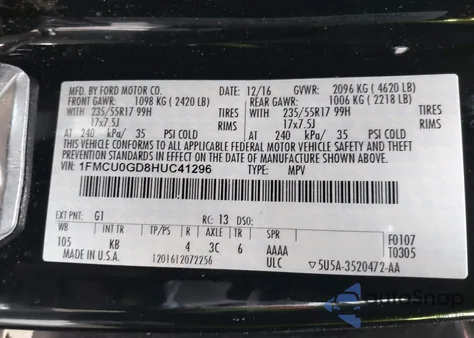 MFD. BY FORD MOTOR CO. DATE: 12/16 GVWR: 2096 KG ( 4620 LB)
FRONT GAWR: 1098 KG ( 2420 LB) REAR GAWR: 1006 KG ( 2218 LB)
235/55R17 99H TIRES 235/55R17 99H TIRES
17x7.5J RIMS 17x7.5J RIMS
AT 240 kPa/ 35 PSI COLD AT 240 kPa/ 35 PSI COLD
THIS VEHICLE CONFORMS TO ALL APPLICABLE FEDERAL MOTOR VEHICLE SAFETY AND THEFT
PREVENTION STANDARDS IN EFFECT ON THE DATE OF MANUFACTURE SHOWN ABOVE.
VIN: 1FMCU0GD8HUC41296 TYPE: MPV
EXT PNT: G1 RC: 13 DSO:
WB INT TR TP/PS R AXLE TR SPR F0107
105 KB 4 3C 6 AAAA T0305
MADE IN U.S.A. 1201612072256 ULC ▽5U5A-3520472-AA
autoSnap